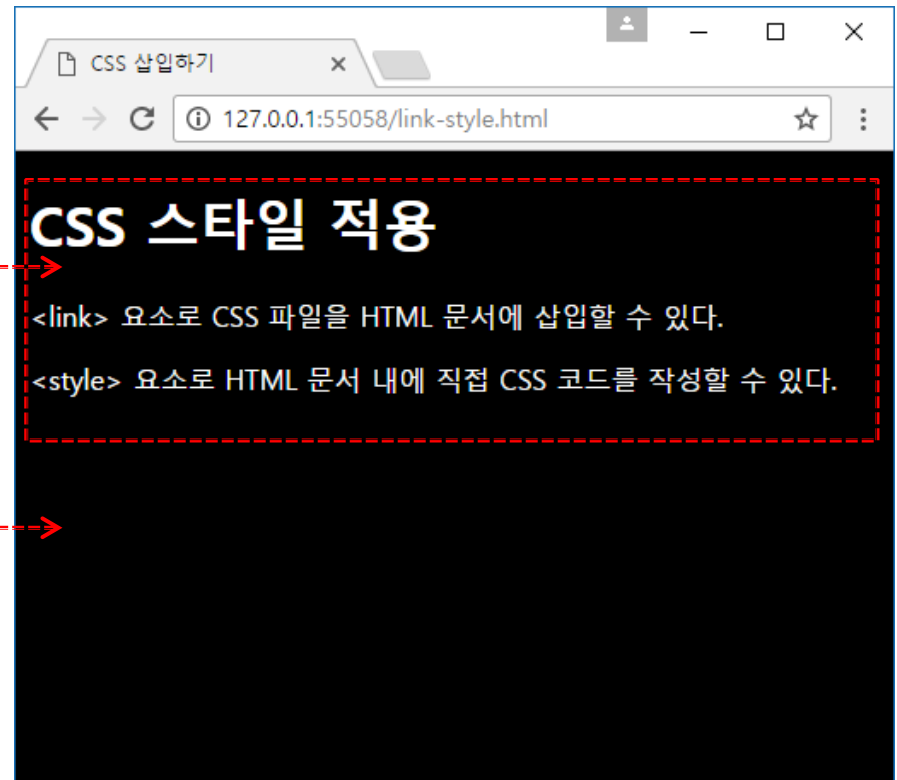 CSS 삽입하기
127.0.0.1:55058/link-style.html
CSS 스타일 적용
<link> 요소로 CSS 파일을 HTML 문서에 삽입할 수 있다.
<style> 요소로 HTML 문서 내에 직접 CSS 코드를 작성할 수 있다.